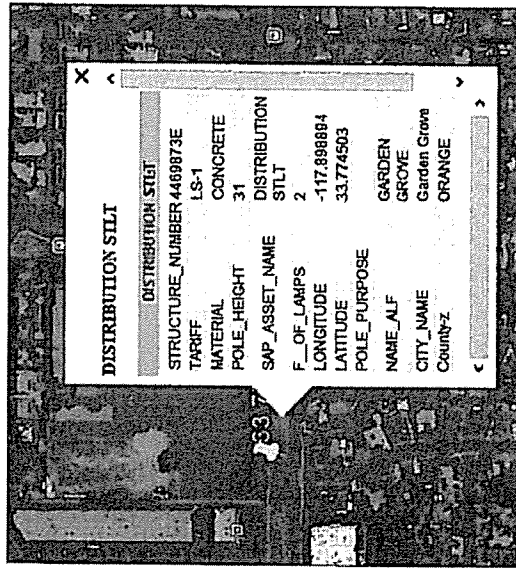 DISTRIBUTION STLT
DISTRIBUTION STLT
STRUCTURE_NUMBER 4469873E
TARIFF LS-1
MATERIAL CONCRETE
POLE_HEIGHT 31
SAP_ASSET_NAME DISTRIBUTION
STLT
F__OF_LAMPS 2
LONGITUDE -117.898894
LATITUDE 33.774503
POLE_PURPOSE
NAME_ALF GARDEN
GROVE
CITY_NAME Garden Grove
County-z ORANGE